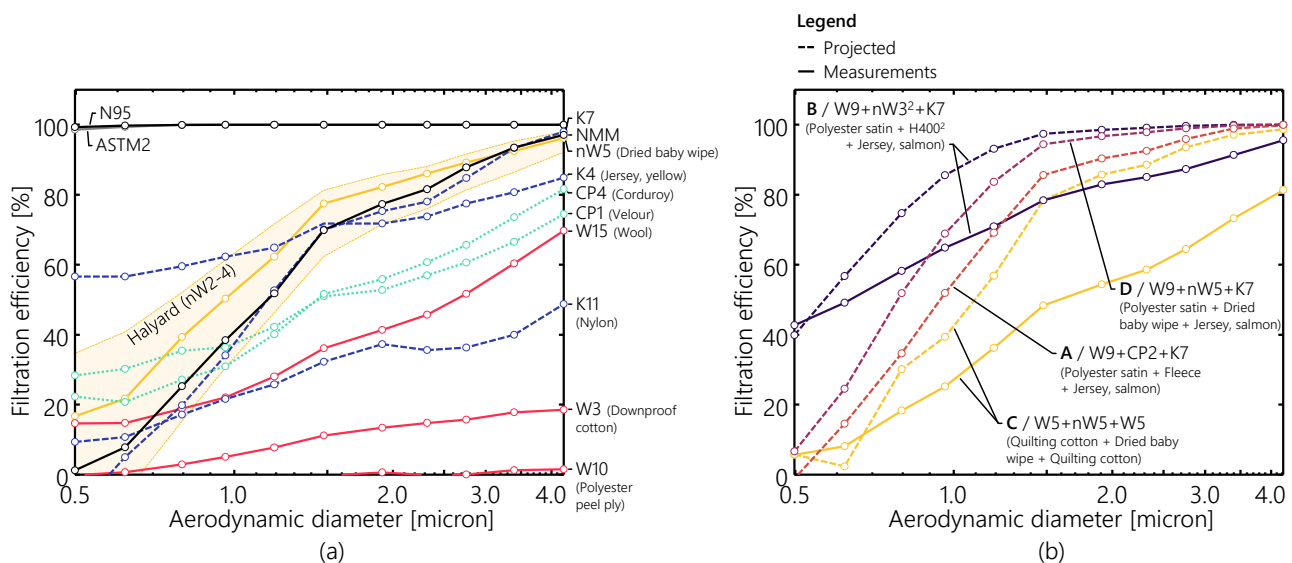 Legend
Projected
Measurements
Filtration efficiency [%]
100
80
60
40
20
0
N95
ASTM2
Halyard (nW2-4)
K7
NMM
nW5 (Dried baby wipe)
K4 (Jersey, yellow)
CP4 (Corduroy)
CP1 (Velour)
W15 (Wool)
K11
(Nylon)
W3 (Downproof
cotton)
W10
(Polyester
peel ply)
0.5
1.0
2.0
3.0
4.0
Aerodynamic diameter [micron]
(a)
Filtration efficiency [%]
100
80
60
40
20
0
B / W9+nW3²+K7
(Polyester satin + H400²
+ Jersey, salmon)
D / W9+nW5+K7
(Polyester satin + Dried
baby wipe + Jersey, salmon)
A / W9+CP2+K7
(Polyester satin + Fleece
+ Jersey, salmon)
C / W5+nW5+W5
(Quilting cotton + Dried baby
wipe + Quilting cotton)
0.5
1.0
2.0
3.0
4.0
Aerodynamic diameter [micron]
(b)